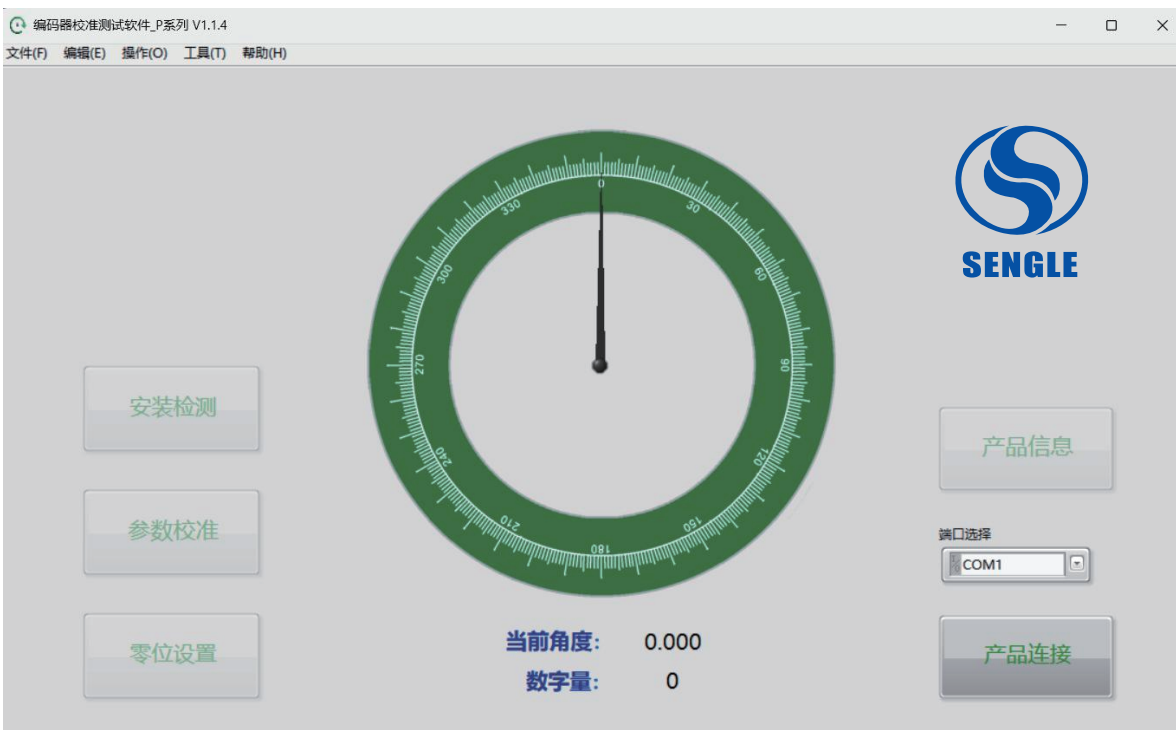 编码器校准测试软件_P系列 V1.1.4
文件(F) 编辑(E) 操作(O) 工具(T) 帮助(H)
0
30
60
90
120
150
180
210
240
270
300
330
SENGLE
安装检测
参数校准
零位设置
当前角度: 0.000
数字量: 0
产品信息
端口选择
COM1
产品连接